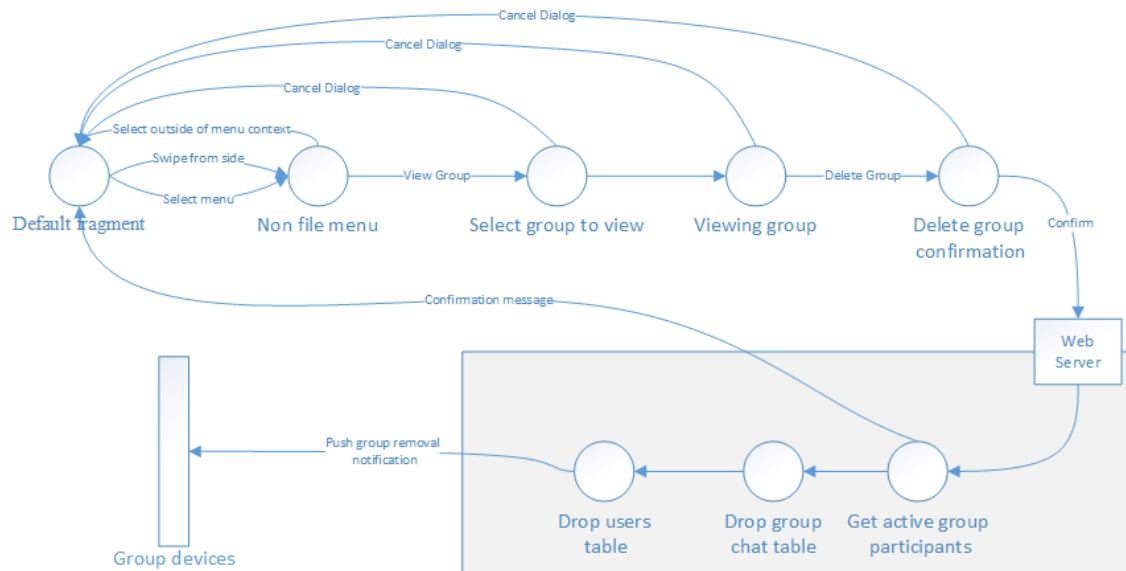 Cancel Dialog
Cancel Dialog
Cancel Dialog
Select outside of menu context
Swipe from side
Select menu
View Group
Delete Group
Default fragment
Non file menu
Select group to view
Viewing group
Delete group
confirmation
Confirm
Confirmation message
Web
Server
Push group removal
notification
Drop users
table
Drop group
chat table
Get active group
participants
Group devices